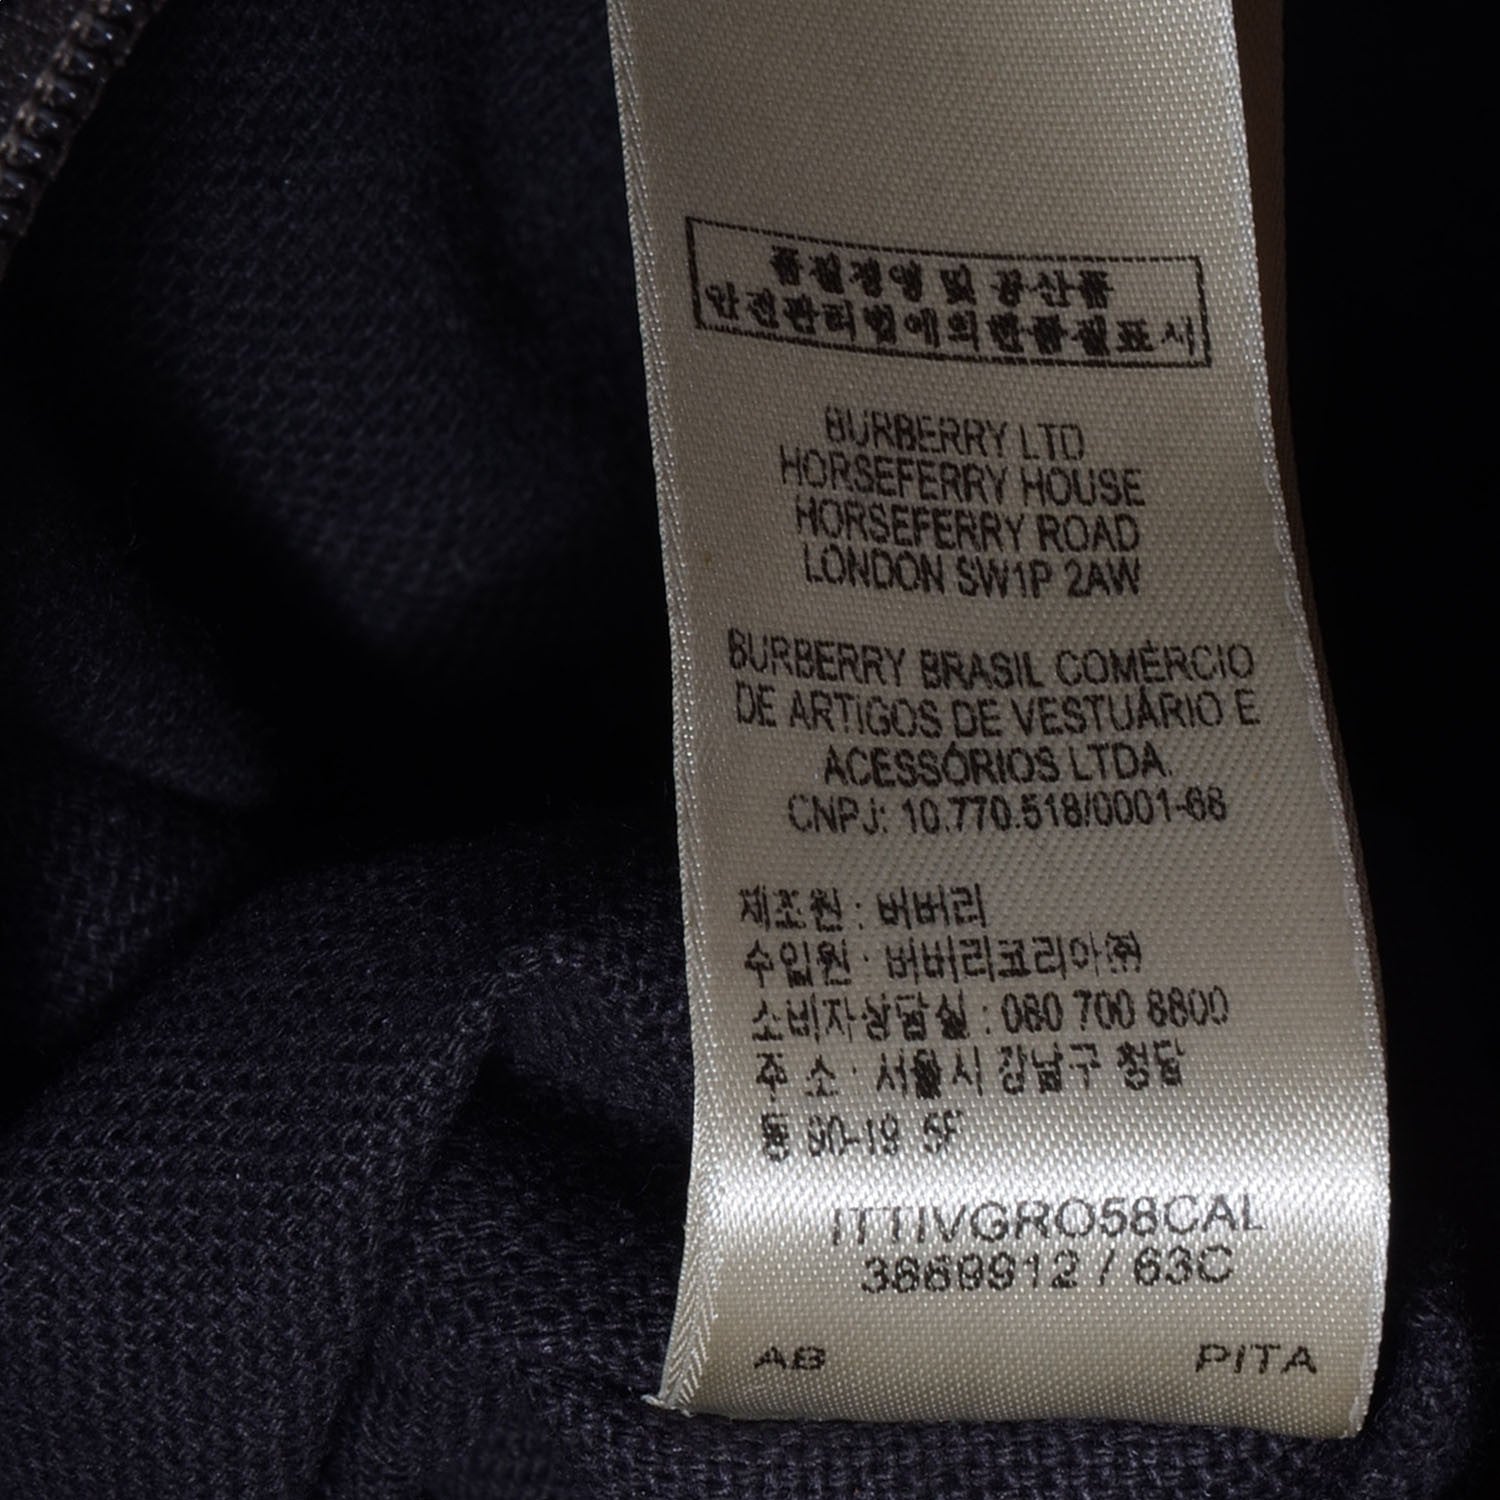 품질경영 및 공산품
안전관리법에의한품질표시
BURBERRY LTD
HORSEFERRY HOUSE
HORSEFERRY ROAD
LONDON SW1P 2AW
BURBERRY BRASIL COMÉRCIO
DE ARTIGOS DE VESTUÁRIO E
ACESSÓRIOS LTDA.
CNPJ: 10.770.518/0001-66
제조원 : 버버리
수입원 : 버버리코리아㈜
소비자상담실 : 080 700 8800
주 소 : 서울시 강남구 청담
동 90-19 5F
ITTIVGRO58CAL
3869912 / 63C
AB PITA